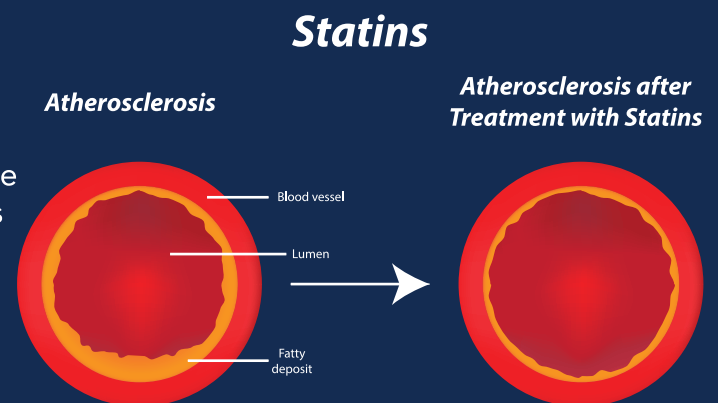 Statins
Atherosclerosis
Atherosclerosis after
Treatment with Statins
Blood vessel
Lumen
Fatty
deposit